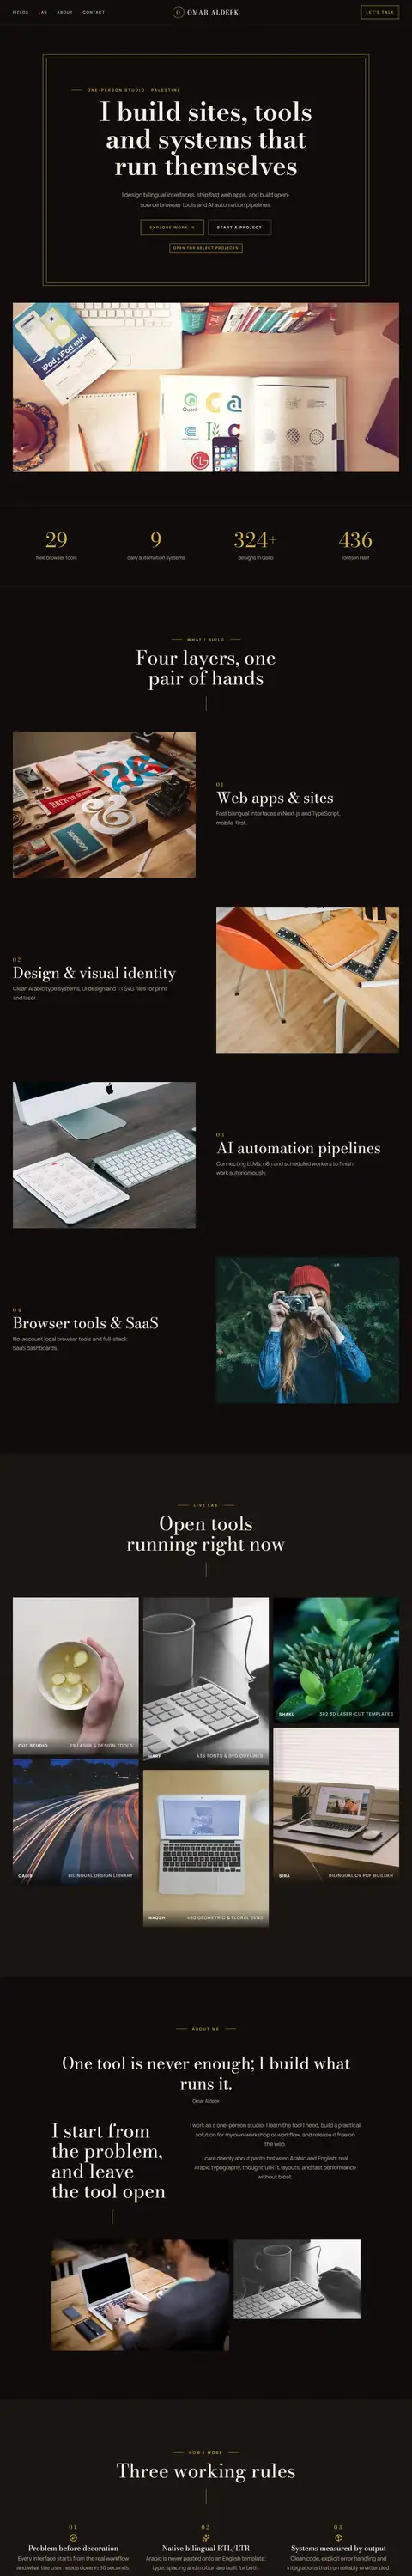 FIELDS LAB ABOUT CONTACT
O OMAR ALDEEK
LET'S TALK
ONE-PERSON STUDIO · PALESTINE
I build sites, tools
and systems that
run themselves
I design bilingual interfaces, ship fast web apps, and build open-
source browser tools and AI automation pipelines.
EXPLORE WORK
START A PROJECT
OPEN FOR SELECT PROJECTS
iPod + iPod mini
Quark
LG
29
free browser tools
9
daily automation systems
324+
designs in Qalib
436
fonts in Harf
WHAT I BUILD
Four layers, one
pair of hands
BACK TO SCHOOL
01
Web apps & sites
Fast bilingual interfaces in Next.js and TypeScript,
mobile-first.
02
Design & visual identity
Clean Arabic type systems, UI design and 1:1 SVG files for print
and laser.
03
AI automation pipelines
Connecting LLMs, n8n and scheduled workers to finish
work autonomously.
04
Browser tools & SaaS
No-account local browser tools and full-stack
SaaS dashboards.
LIVE LAB
Open tools
running right now
CUT STUDIO
29 LASER & DESIGN TOOLS
HARF
436 FONTS & SVG OUTLINES
SHAKL
302 3D LASER-CUT TEMPLATES
QALIB
BILINGUAL DESIGN LIBRARY
NAQSH
480 GEOMETRIC & FLORAL SVGS
SIRA
BILINGUAL CV PDF BUILDER
ABOUT ME
One tool is never enough; I build what
runs it.
Omar Aldeek
I start from
the problem,
and leave
the tool open
I work as a one-person studio: I learn the tool I need, build a practical
solution for my own workshop or workflow, and release it free on
the web.
I care deeply about parity between Arabic and English: real
Arabic typography, thoughtful RTL layouts, and fast performance
without bloat.
HOW I WORK
Three working rules
01
Problem before decoration
Every interface starts from the real workflow
and what the user needs done in 30 seconds
02
Native bilingual RTL/LTR
Arabic is never pasted onto an English template;
type, spacing and motion are built for both.
03
Systems measured by output
Clean code, explicit error handling and
integrations that run reliably unattended